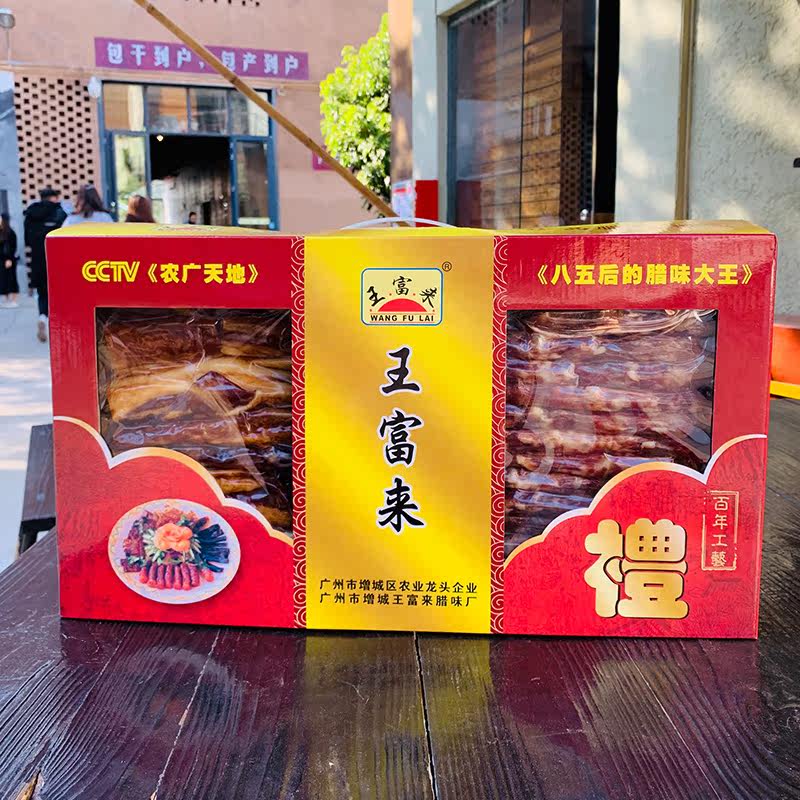 包干到户，包产到户
CCTV《农广天地》
《八五后的腊味大王》
王富来®
WANG FU LAI
王富来
百年工藝
禮
广州市增城区农业龙头企业
广州市增城王富来腊味厂